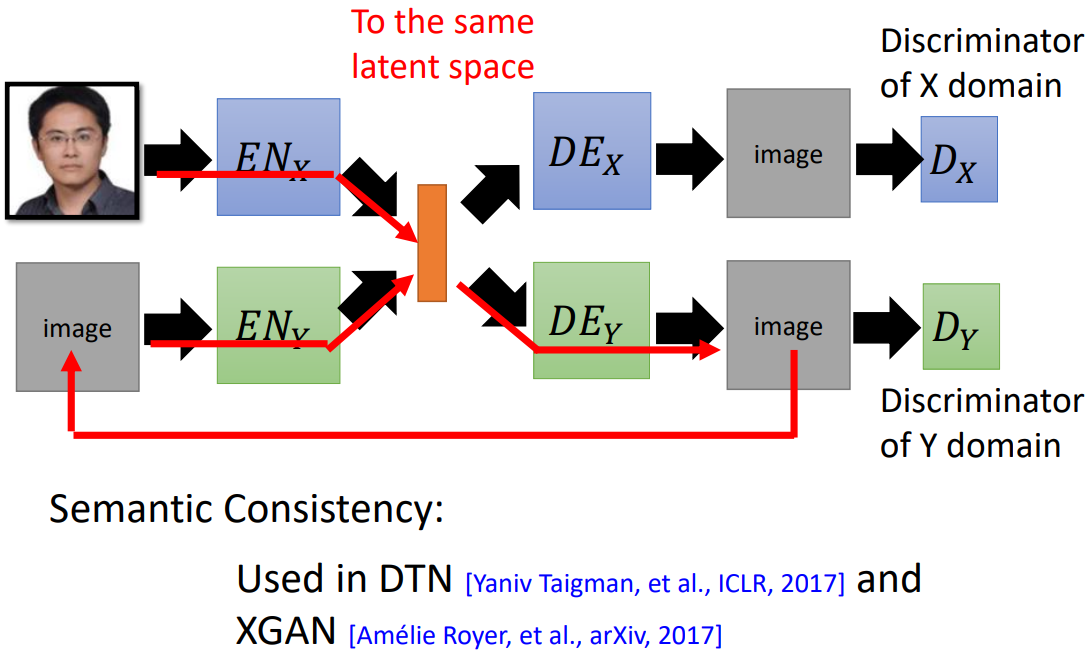 To the same
latent space
Discriminator
of X domain
EN_X
DE_X
image
D_X
image
EN_Y
DE_Y
image
D_Y
Discriminator
of Y domain
Semantic Consistency:
Used in DTN [Yaniv Taigman, et al., ICLR, 2017] and
XGAN [Amélie Royer, et al., arXiv, 2017]